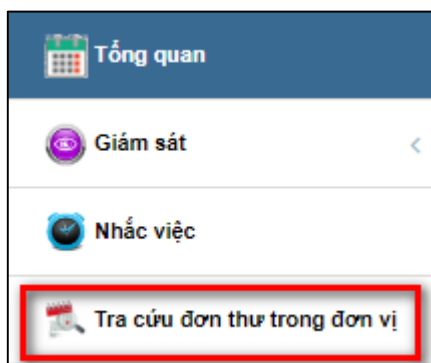 Tổng quan
Giám sát
Nhắc việc
Tra cứu đơn thư trong đơn vị